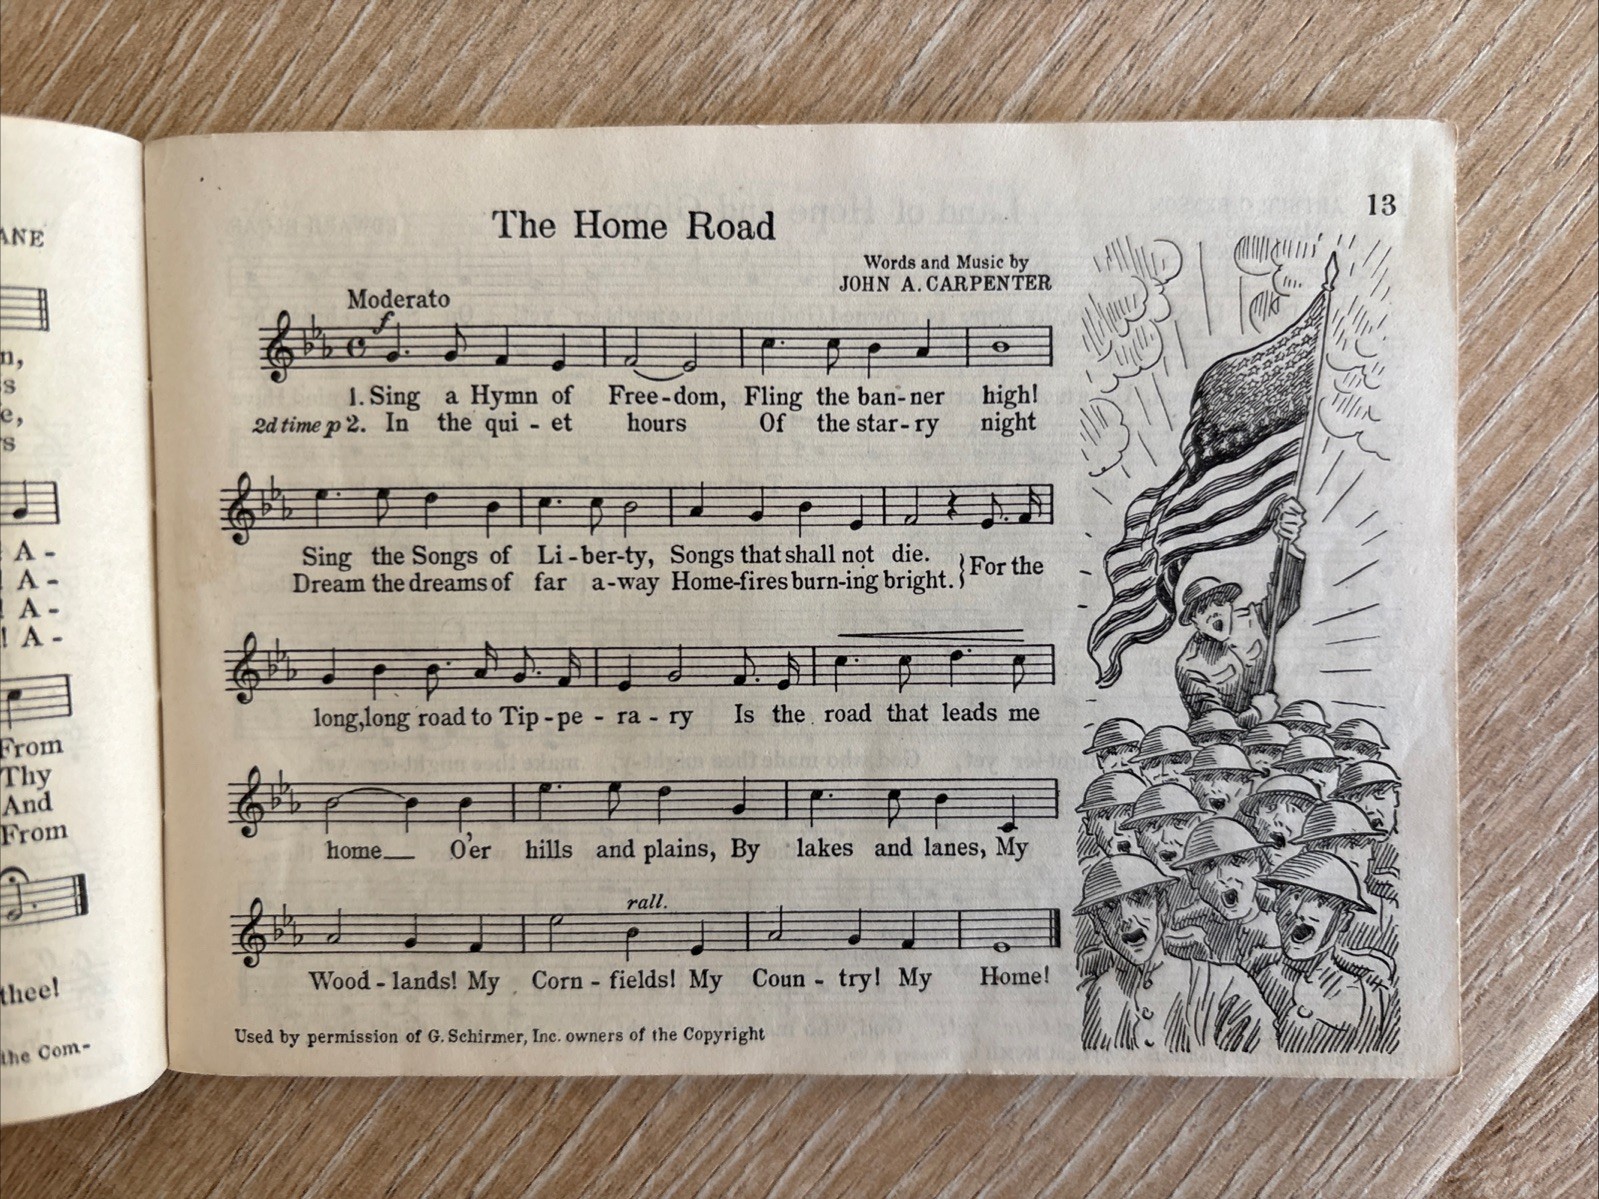 ANE
n,
s
e,
s
A -
A -
A -
! A -
From
Thy
And
From
thee!
the Com-
13
The Home Road
Words and Music by
JOHN A. CARPENTER
Moderato
f
1. Sing a Hymn of Free-dom, Fling the ban-ner high!
2d time p 2. In the qui - et hours Of the star-ry night
Sing the Songs of Li-ber-ty, Songs that shall not die.
Dream the dreams of far a-way Home-fires burn-ing bright. } For the
long, long road to Tip-pe - ra - ry Is the road that leads me
home__ O'er hills and plains, By lakes and lanes, My
rall.
Wood - lands! My Corn - fields! My Coun - try! My Home!
Used by permission of G. Schirmer, Inc. owners of the Copyright